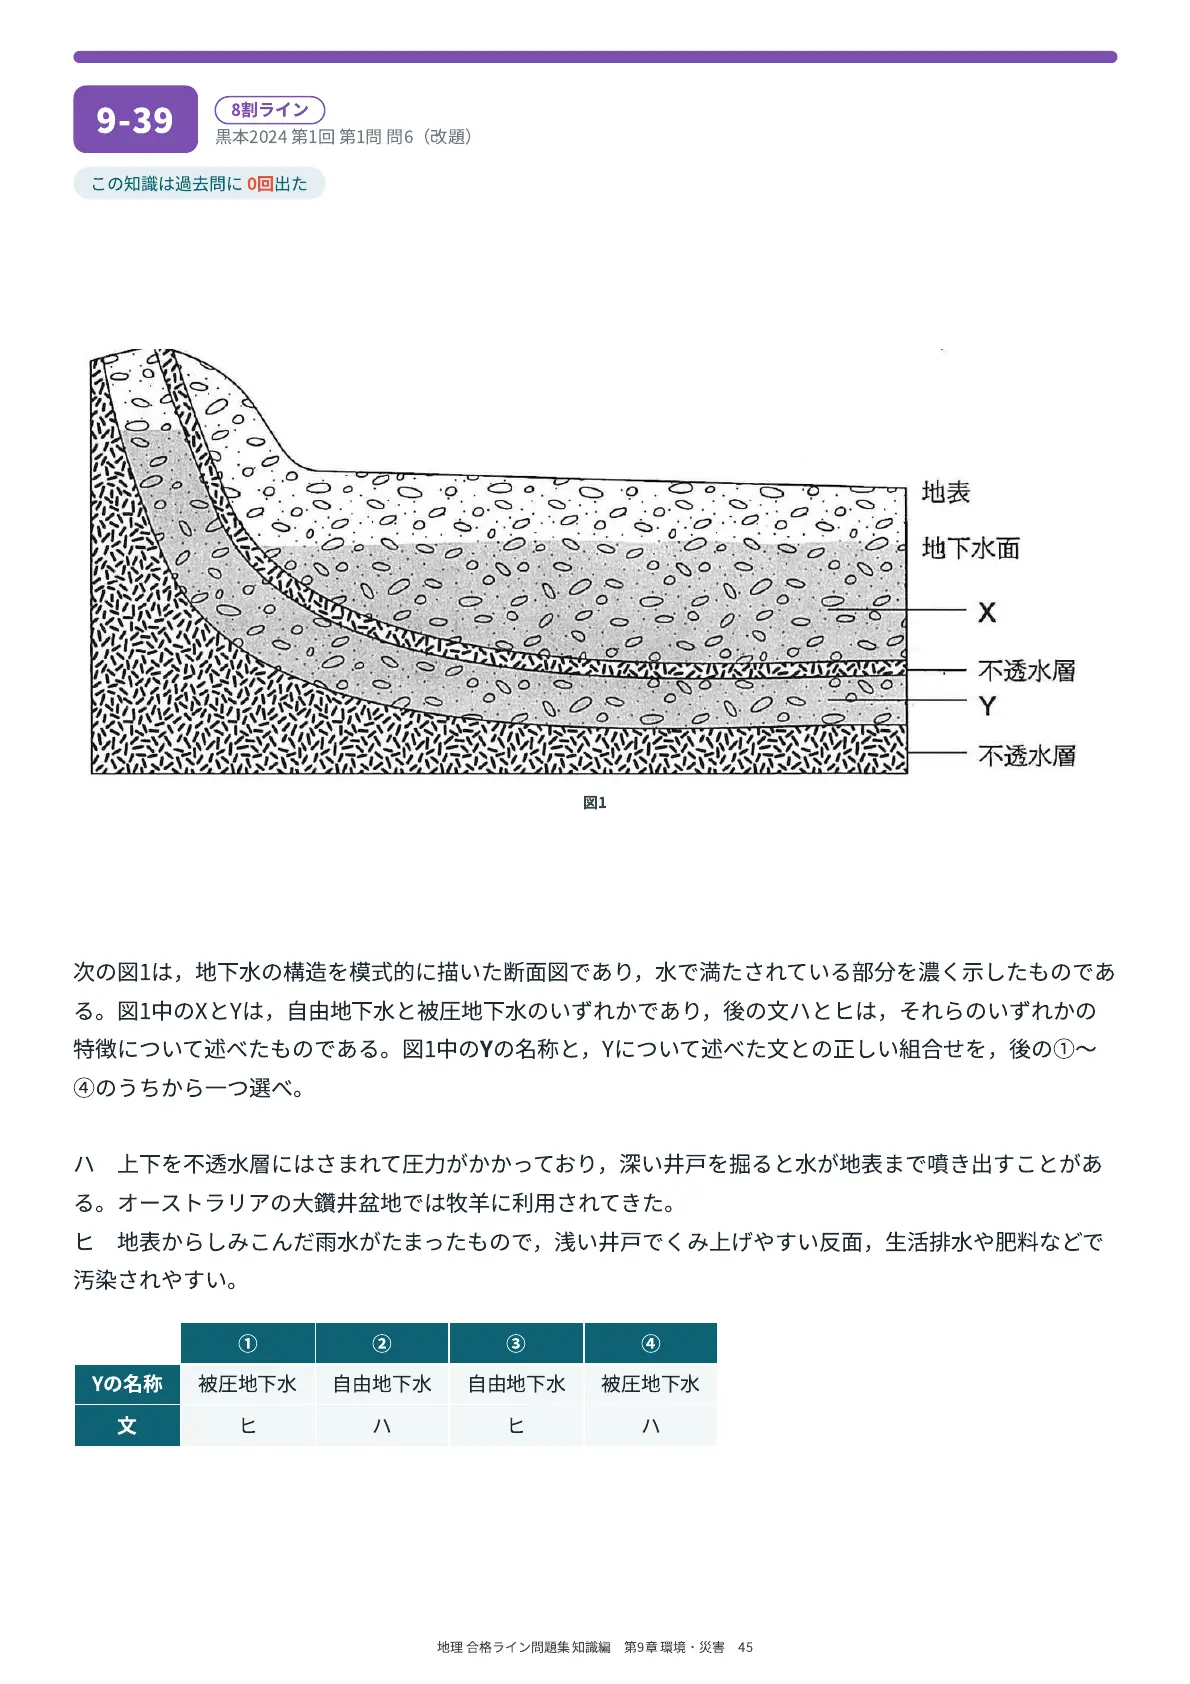 9-39
8割ライン
黒本2024 第1回 第1問 問6（改題）
この知識は過去問に 0回出た
地表
地下水面
X
不透水層
Y
不透水層
図1
次の図1は，地下水の構造を模式的に描いた断面図であり，水で満たされている部分を濃く示したものであ
る。図1中のXとYは，自由地下水と被圧地下水のいずれかであり，後の文ハとヒは，それらのいずれかの
特徴について述べたものである。図1中のYの名称と，Yについて述べた文との正しい組合せを，後の①～
④のうちから一つ選べ。
ハ　上下を不透水層にはさまれて圧力がかかっており，深い井戸を掘ると水が地表まで噴き出すことがあ
る。オーストラリアの大鑽井盆地では牧羊に利用されてきた。
ヒ　地表からしみこんだ雨水がたまったもので，浅い井戸でくみ上げやすい反面，生活排水や肥料などで
汚染されやすい。
① ② ③ ④
Yの名称 被圧地下水 自由地下水 自由地下水 被圧地下水
文 ヒ ハ ヒ ハ
地理 合格ライン問題集 知識編　第9章 環境・災害　45